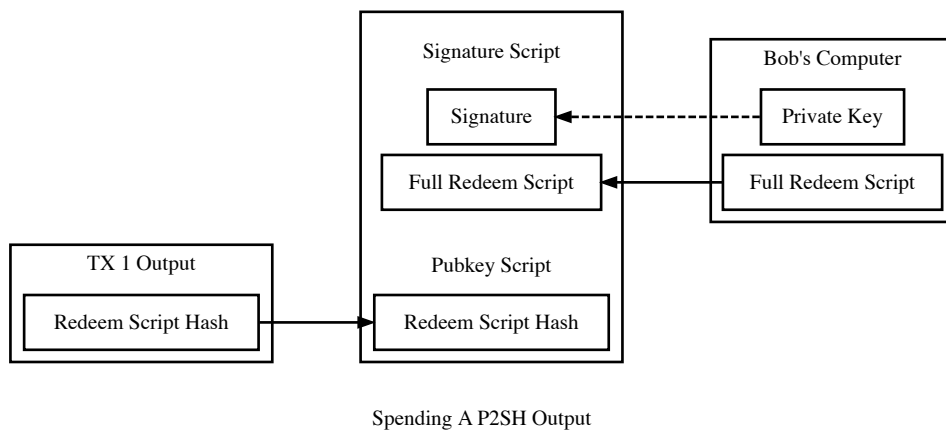 Signature Script
Signature
Full Redeem Script
Pubkey Script
Redeem Script Hash
Bob's Computer
Private Key
Full Redeem Script
TX 1 Output
Redeem Script Hash
Spending A P2SH Output